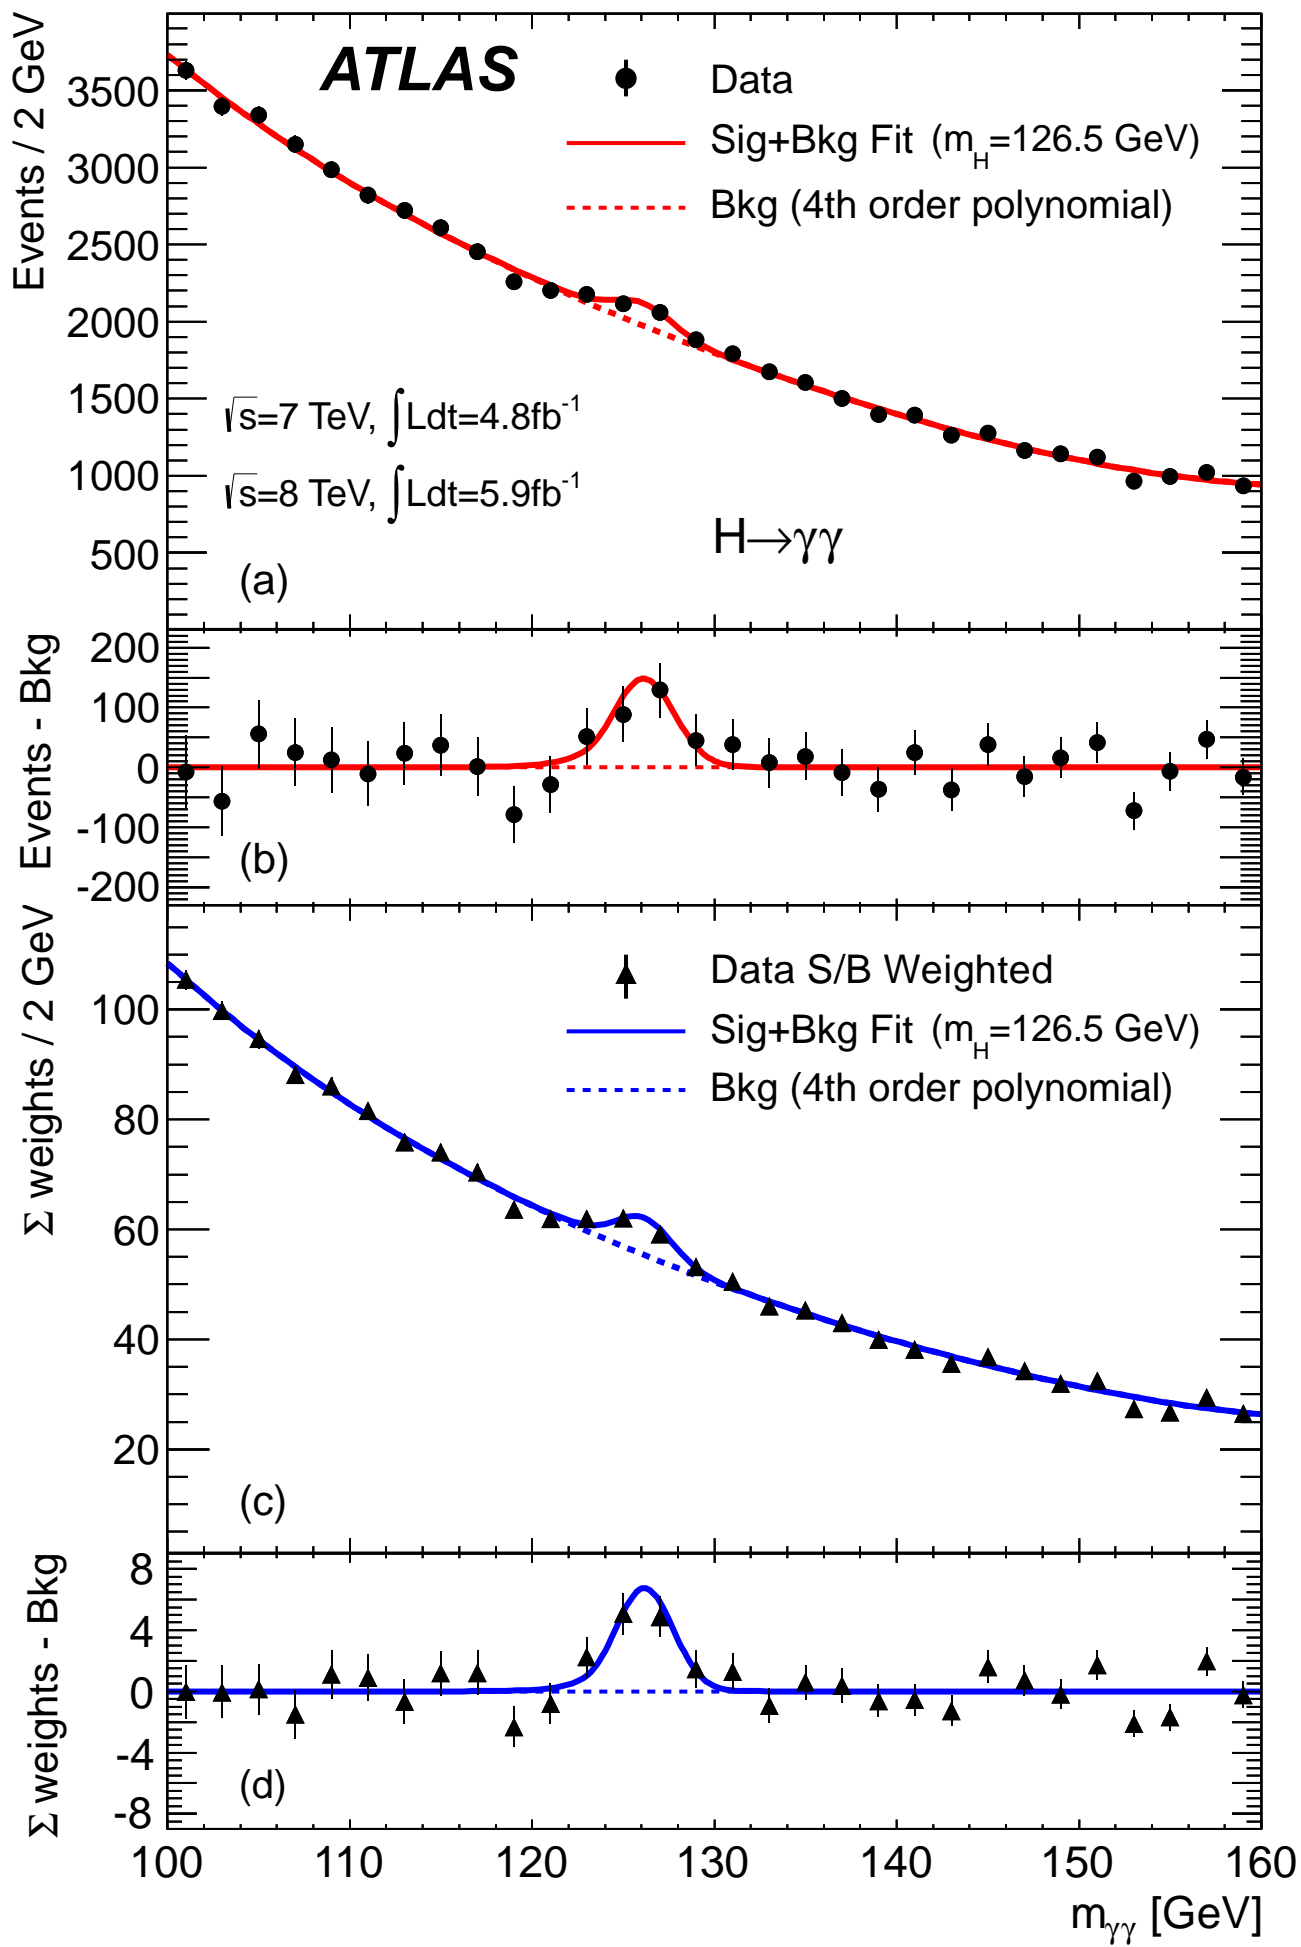 ATLAS
Data
Sig+Bkg Fit (mH=126.5 GeV)
Bkg (4th order polynomial)
Events / 2 GeV
3500
3000
2500
2000
1500
1000
500
√s=7 TeV, ∫Ldt=4.8fb-1
√s=8 TeV, ∫Ldt=5.9fb-1
H→γγ
(a)
Events - Bkg
200
100
0
-100
-200
(b)
Σ weights / 2 GeV
100
80
60
40
20
Data S/B Weighted
Sig+Bkg Fit (mH=126.5 GeV)
Bkg (4th order polynomial)
(c)
Σ weights - Bkg
8
4
0
-4
-8
(d)
100 110 120 130 140 150 160
mγγ [GeV]